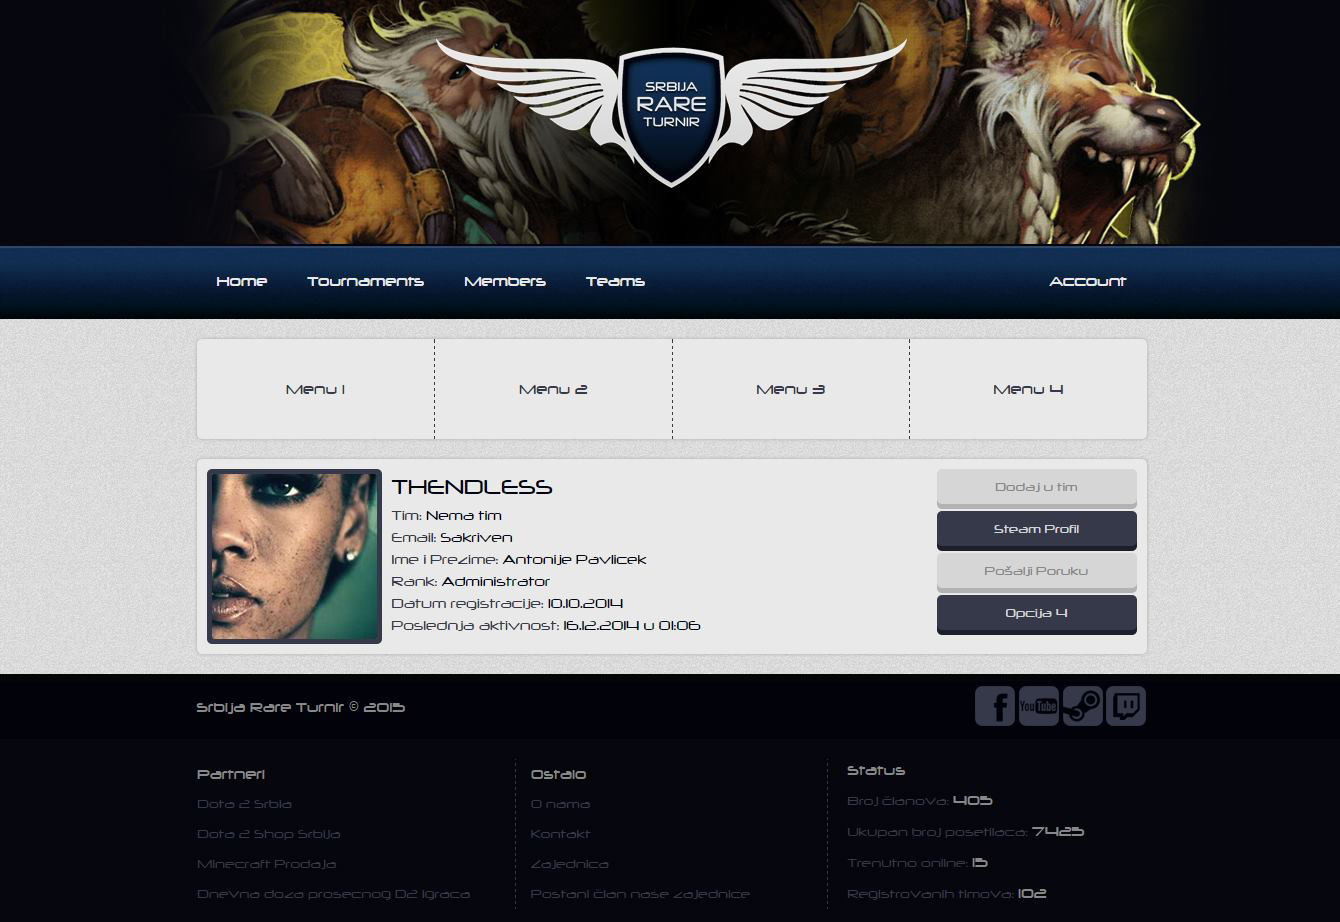 SRBIJA
RARE
TURNIR
Home Tournaments Members Teams Account
Menu 1 Menu 2 Menu 3 Menu 4
THENDLESS
Tim: Nema tim
Email: Sakriven
Ime i Prezime: Antonije Pavlicek
Rank: Administrator
Datum registracije: 10.10.2014
Poslednja aktivnost: 16.12.2014 u 01:06
Dodaj u tim
Steam Profil
Pošalji Poruku
Opcija 4
Srbija Rare Turnir © 2015
You Tube
Partneri
Dota 2 Srbia
Dota 2 Shop Srbija
Minecraft Prodaja
Dnevna doza prosecnog D2 igraca
Ostalo
O nama
Kontakt
Zajednica
Postani član nase zajednice
Status
Broj članova: 405
Ukupan broj posetilaca: 7425
Trenutno online: 15
Registrovanih timova: 102